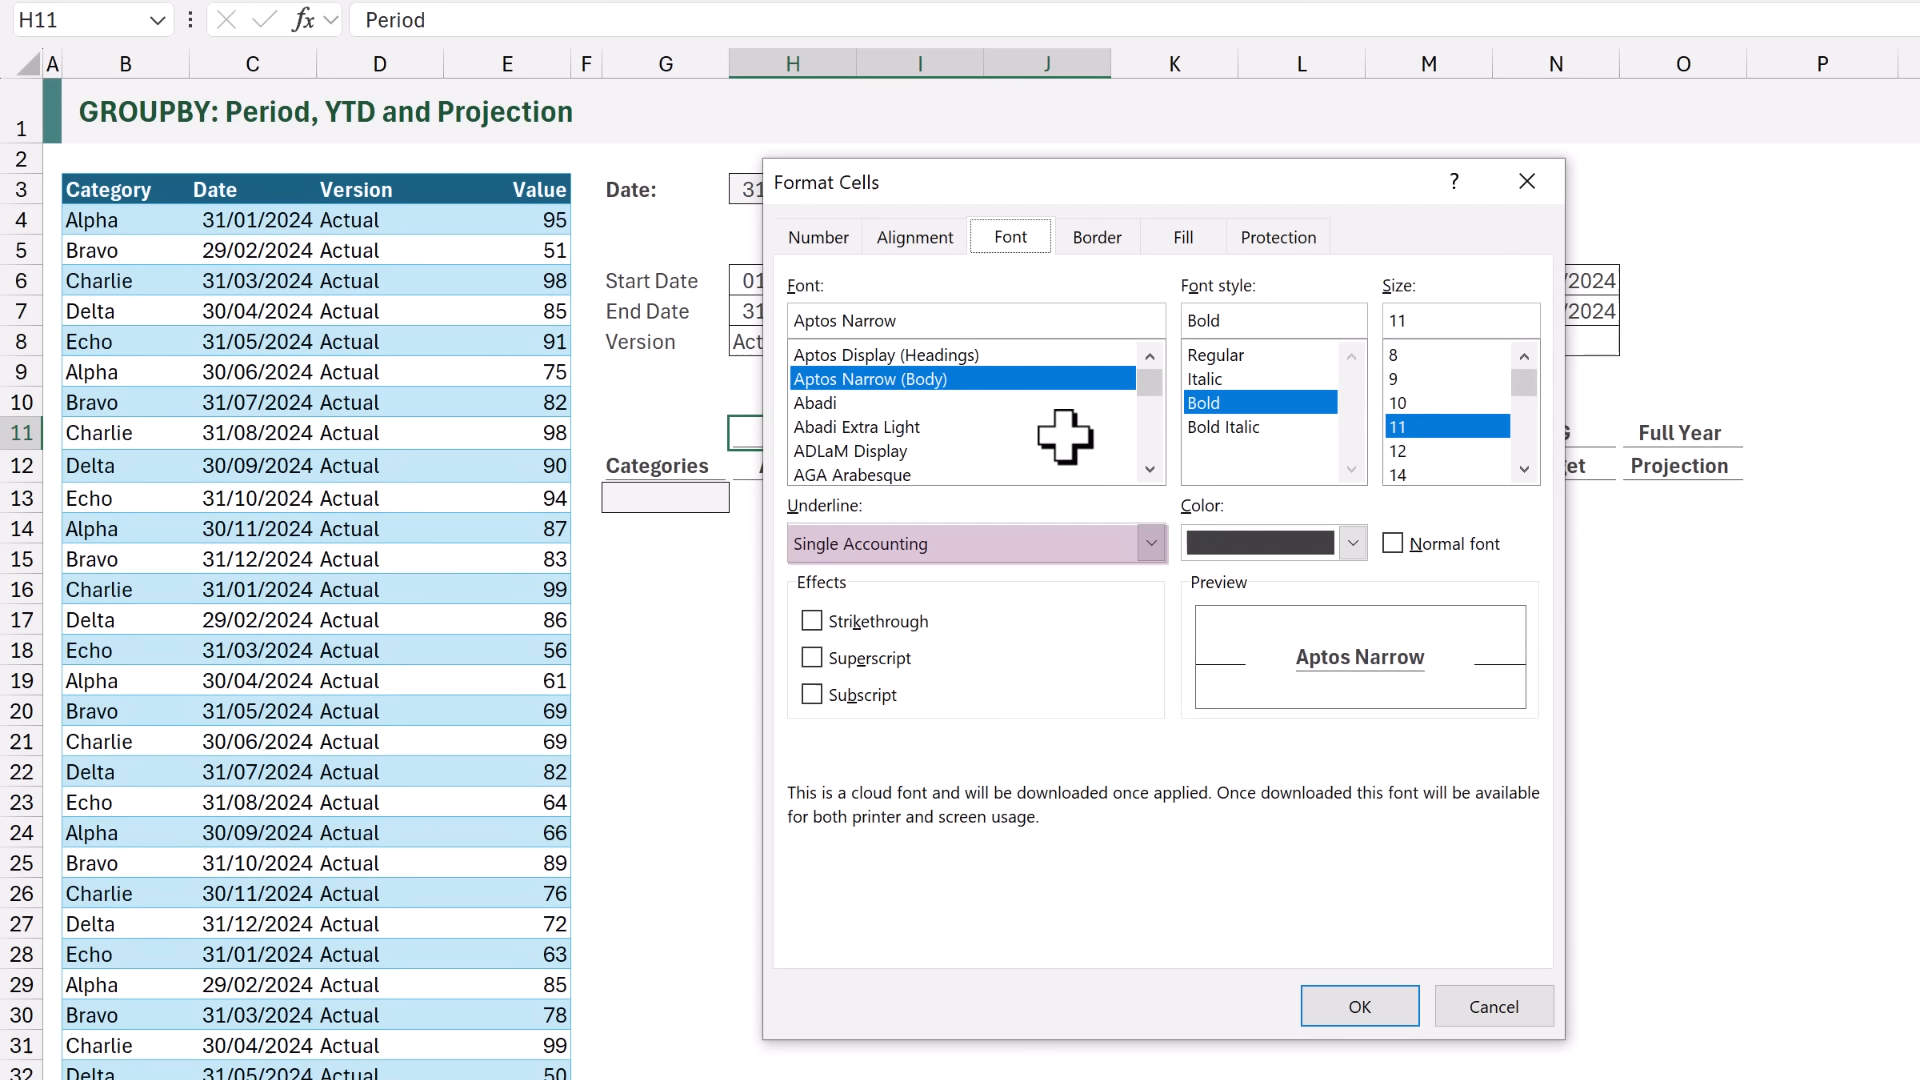 H11
fx
Period
A B C D E F G H I J K L M N O P
1 GROUPBY: Period, YTD and Projection
2
3 Category Date Version Value Date:
4 Alpha 31/01/2024 Actual 95
5 Bravo 29/02/2024 Actual 51
6 Charlie 31/03/2024 Actual 98 Start Date
7 Delta 30/04/2024 Actual 85 End Date
8 Echo 31/05/2024 Actual 91 Version
9 Alpha 30/06/2024 Actual 75
10 Bravo 31/07/2024 Actual 82
11 Charlie 31/08/2024 Actual 98 Full Year
12 Delta 30/09/2024 Actual 90 Categories Projection
13 Echo 31/10/2024 Actual 94
14 Alpha 30/11/2024 Actual 87
15 Bravo 31/12/2024 Actual 83
16 Charlie 31/01/2024 Actual 99
17 Delta 29/02/2024 Actual 86
18 Echo 31/03/2024 Actual 56
19 Alpha 30/04/2024 Actual 61
20 Bravo 31/05/2024 Actual 69
21 Charlie 30/06/2024 Actual 69
22 Delta 31/07/2024 Actual 82
23 Echo 31/08/2024 Actual 64
24 Alpha 30/09/2024 Actual 66
25 Bravo 31/10/2024 Actual 89
26 Charlie 30/11/2024 Actual 76
27 Delta 31/12/2024 Actual 72
28 Echo 31/01/2024 Actual 63
29 Alpha 29/02/2024 Actual 85
30 Bravo 31/03/2024 Actual 78
31 Charlie 30/04/2024 Actual 99
32 Delta 31/05/2024 Actual 50
Format Cells ?
Number Alignment Font Border Fill Protection
Font: Font style: Size:
Aptos Narrow Bold 11
Aptos Display (Headings) Regular 8
Aptos Narrow (Body) Italic 9
Abadi Bold 10
Abadi Extra Light Bold Italic 11
ADLaM Display 12
AGA Arabesque 14
Underline: Color:
Single Accounting Normal font
Effects Preview
Strikethrough
Superscript
Subscript
Aptos Narrow
This is a cloud font and will be downloaded once applied. Once downloaded this font will be available
for both printer and screen usage.
OK Cancel